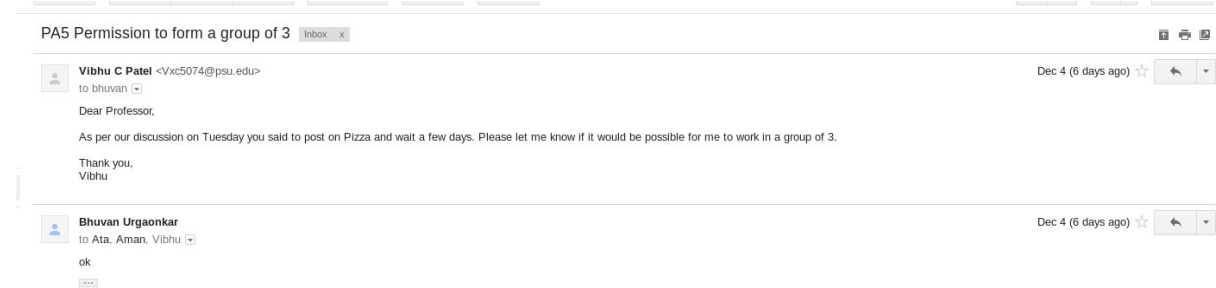 PA5 Permission to form a group of 3 Inbox x
Vibhu C Patel <Vxc5074@psu.edu> Dec 4 (6 days ago)
to bhuvan
Dear Professor,
As per our discussion on Tuesday you said to post on Pizza and wait a few days. Please let me know if it would be possible for me to work in a group of 3.
Thank you,
Vibhu
Bhuvan Urgaonkar Dec 4 (6 days ago)
to Ata, Aman, Vibhu
ok